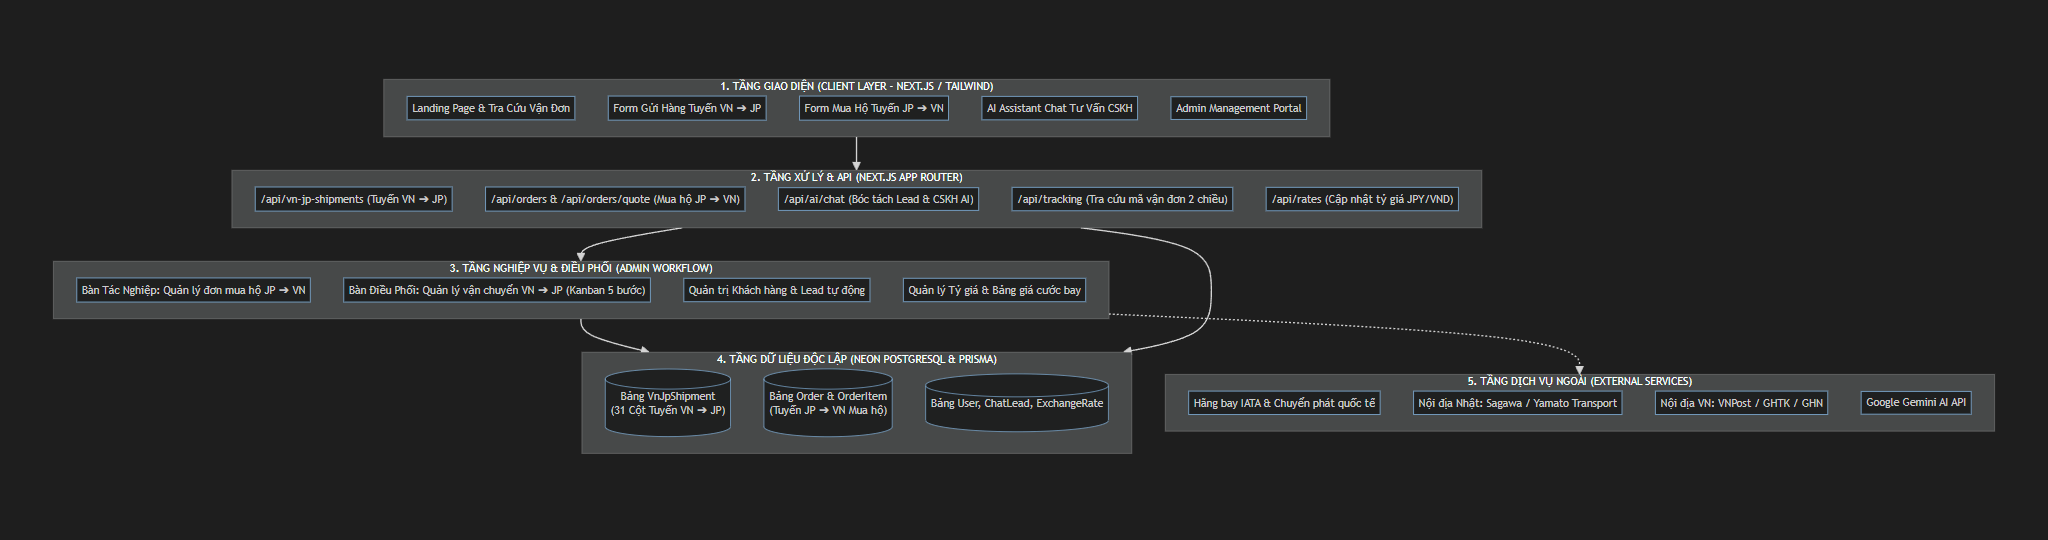 1. TẦNG GIAO DIỆN (CLIENT LAYER - NEXT.JS / TAILWIND)
Landing Page & Tra Cứu Vận Đơn
Form Gửi Hàng Tuyến VN ➔ JP
Form Mua Hộ Tuyến JP ➔ VN
AI Assistant Chat Tư Vấn CSKH
Admin Management Portal
2. TẦNG XỬ LÝ & API (NEXT.JS APP ROUTER)
/api/vn-jp-shipments (Tuyến VN ➔ JP)
/api/orders & /api/orders/quote (Mua hộ JP ➔ VN)
/api/ai/chat (Bóc tách Lead & CSKH AI)
/api/tracking (Tra cứu mã vận đơn 2 chiều)
/api/rates (Cập nhật tỷ giá JPY/VND)
3. TẦNG NGHIỆP VỤ & ĐIỀU PHỐI (ADMIN WORKFLOW)
Bàn Tác Nghiệp: Quản lý đơn mua hộ JP ➔ VN
Bàn Điều Phối: Quản lý vận chuyển VN ➔ JP (Kanban 5 bước)
Quản trị Khách hàng & Lead tự động
Quản lý Tỷ giá & Bảng giá cước bay
4. TẦNG DỮ LIỆU ĐỘC LẬP (NEON POSTGRESQL & PRISMA)
Bảng VnJpShipment
(31 Cột Tuyến VN ➔ JP)
Bảng Order & OrderItem
(Tuyến JP ➔ VN Mua hộ)
Bảng User, ChatLead, ExchangeRate
5. TẦNG DỊCH VỤ NGOÀI (EXTERNAL SERVICES)
Hãng bay IATA & Chuyển phát quốc tế
Nội địa Nhật: Sagawa / Yamato Transport
Nội địa VN: VNPost / GHTK / GHN
Google Gemini AI API